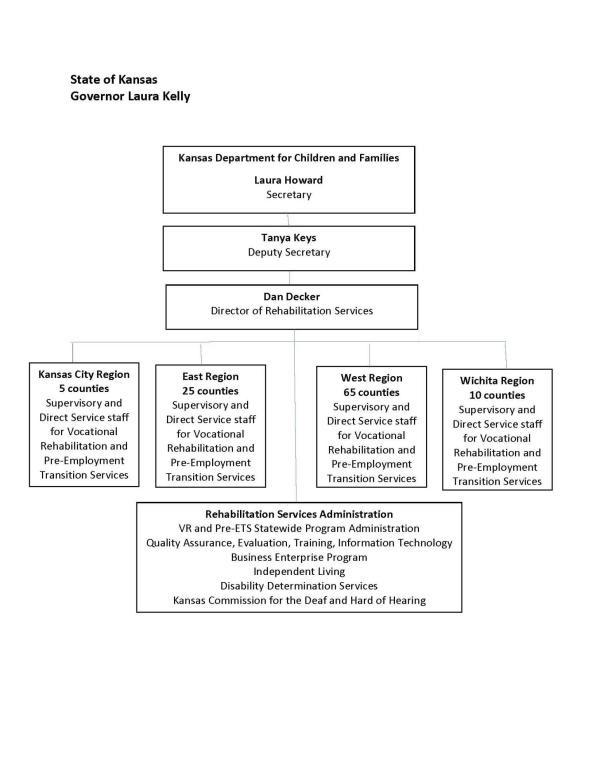 State of Kansas
Governor Laura Kelly
Kansas Department for Children and Families
Laura Howard
Secretary
Tanya Keys
Deputy Secretary
Dan Decker
Director of Rehabilitation Services
Kansas City Region
5 counties
Supervisory and
Direct Service staff
for Vocational
Rehabilitation and
Pre-Employment
Transition Services
East Region
25 counties
Supervisory and
Direct Service staff
for Vocational
Rehabilitation and
Pre-Employment
Transition Services
West Region
65 counties
Supervisory and
Direct Service staff
for Vocational
Rehabilitation and
Pre-Employment
Transition Services
Wichita Region
10 counties
Supervisory and
Direct Service staff
for Vocational
Rehabilitation and
Pre-Employment
Transition Services
Rehabilitation Services Administration
VR and Pre-ETS Statewide Program Administration
Quality Assurance, Evaluation, Training, Information Technology
Business Enterprise Program
Independent Living
Disability Determination Services
Kansas Commission for the Deaf and Hard of Hearing